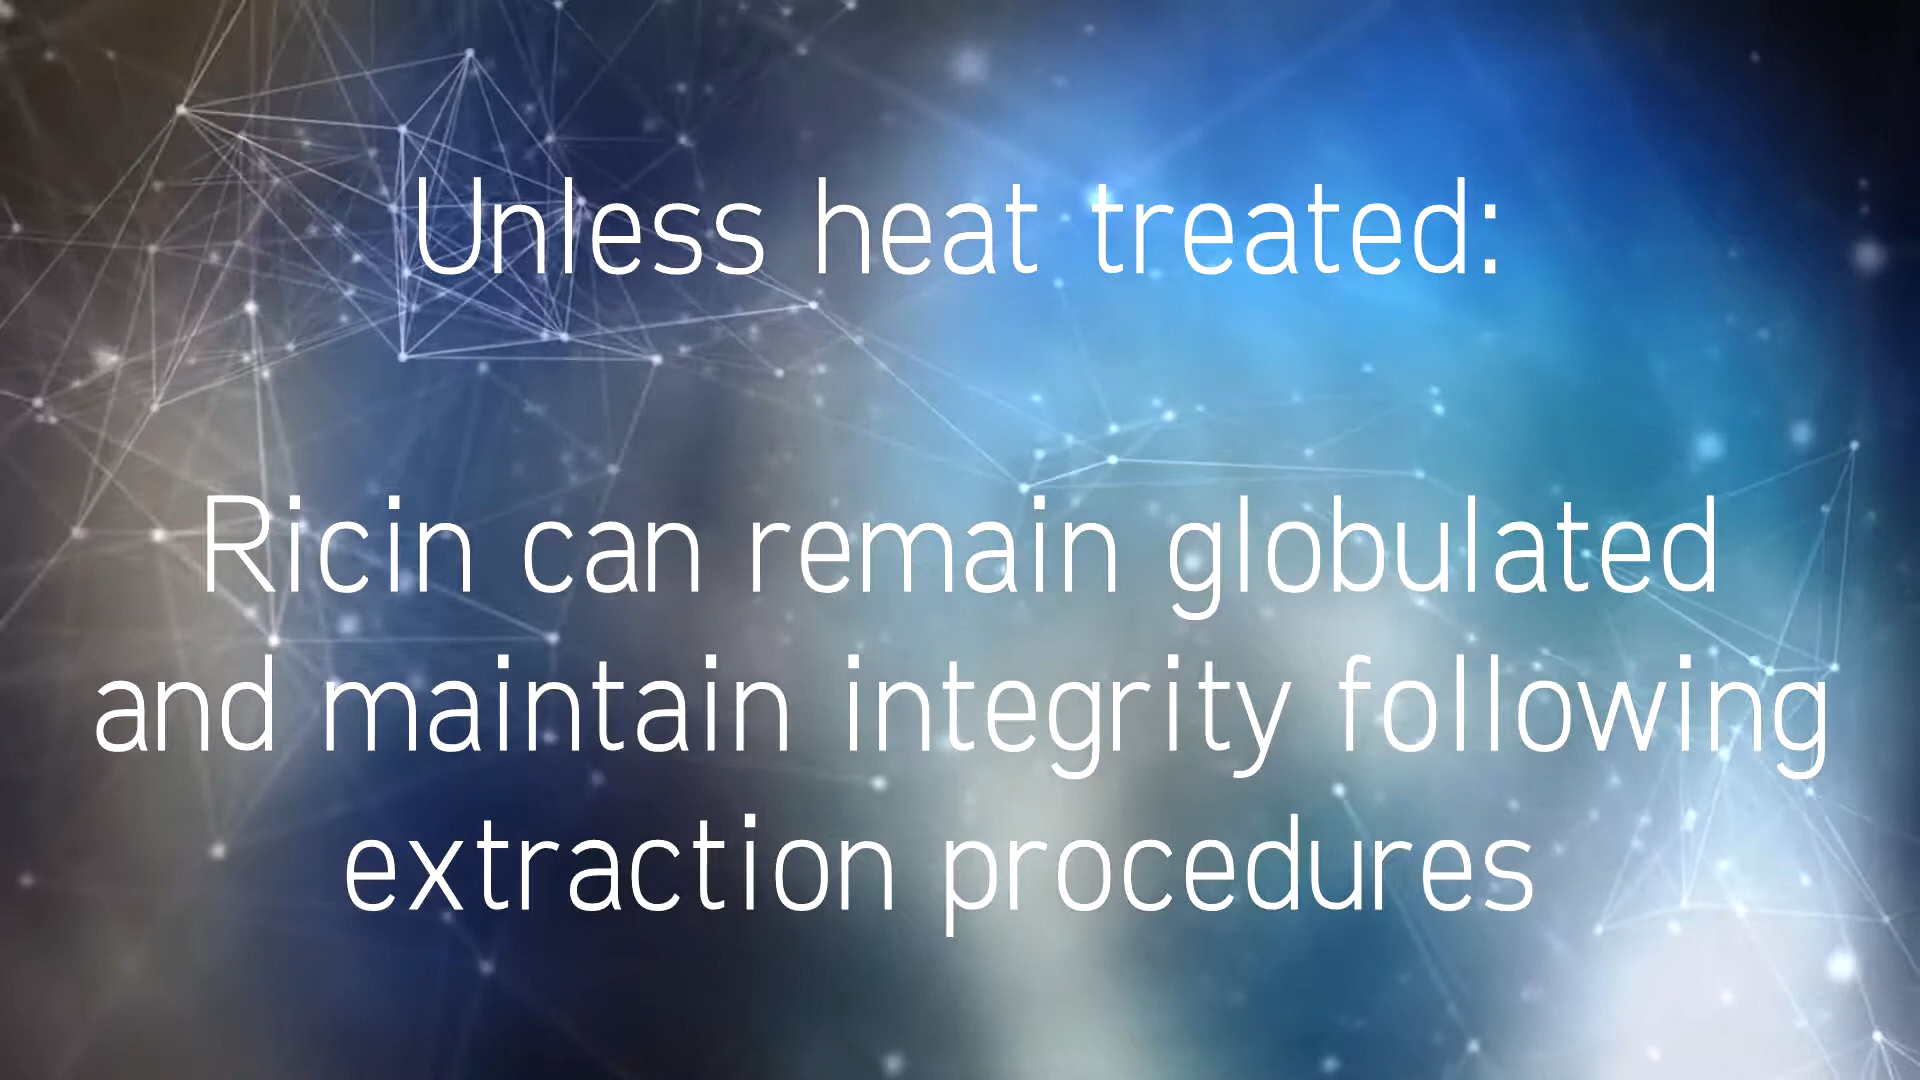 Unless heat treated:
Ricin can remain globulated
and maintain integrity following
extraction procedures